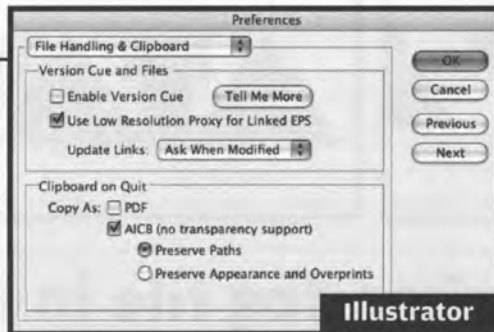 Preferences
File Handling & Clipboard
OK
Version Cue and Files
Enable Version Cue
Tell Me More
Cancel
Use Low Resolution Proxy for Linked EPS
Previous
Update Links: Ask When Modified
Next
Clipboard on Quit
Copy As: PDF
AICB (no transparency support)
Preserve Paths
Preserve Appearance and Overprints
Illustrator